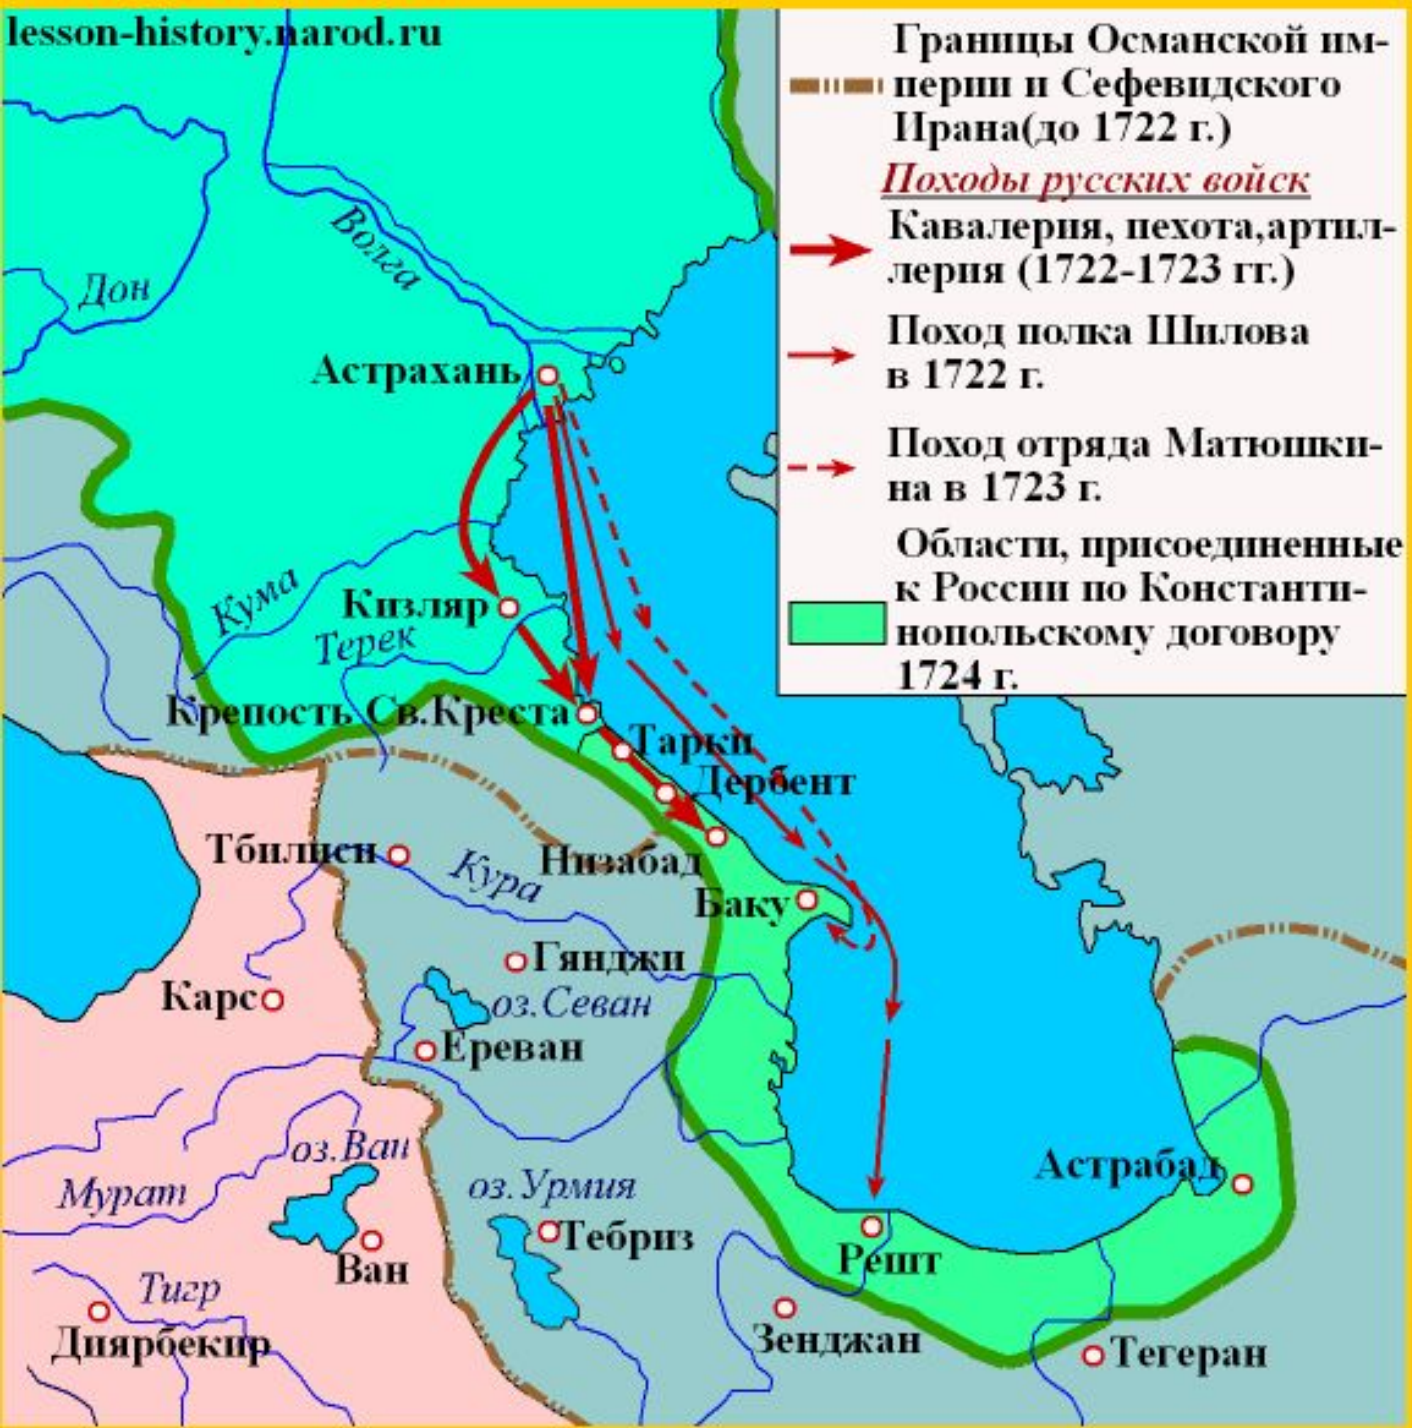 lesson-history.narod.ru
Границы Османской им-
перии и Сефевидского
Ирана(до 1722 г.)
Походы русских войск
Кавалерия, пехота,артил-
лерия (1722-1723 гг.)
Поход полка Шилова
в 1722 г.
Поход отряда Матюшки-
на в 1723 г.
Области, присоединенные
к России по Константи-
нопольскому договору
1724 г.
Волга
Дон
Астрахань
Кума
Кизляр
Терек
Крепость Св.Креста
Тарки
Дербент
Тбилиси
Низабад
Кура
Баку
Гянджи
Карс
оз.Севан
Ереван
оз.Ван
Астрабад
Мурат
оз.Урмия
Тебриз
Решт
Ван
Тигр
Диярбекир
Зенджан
Тегеран